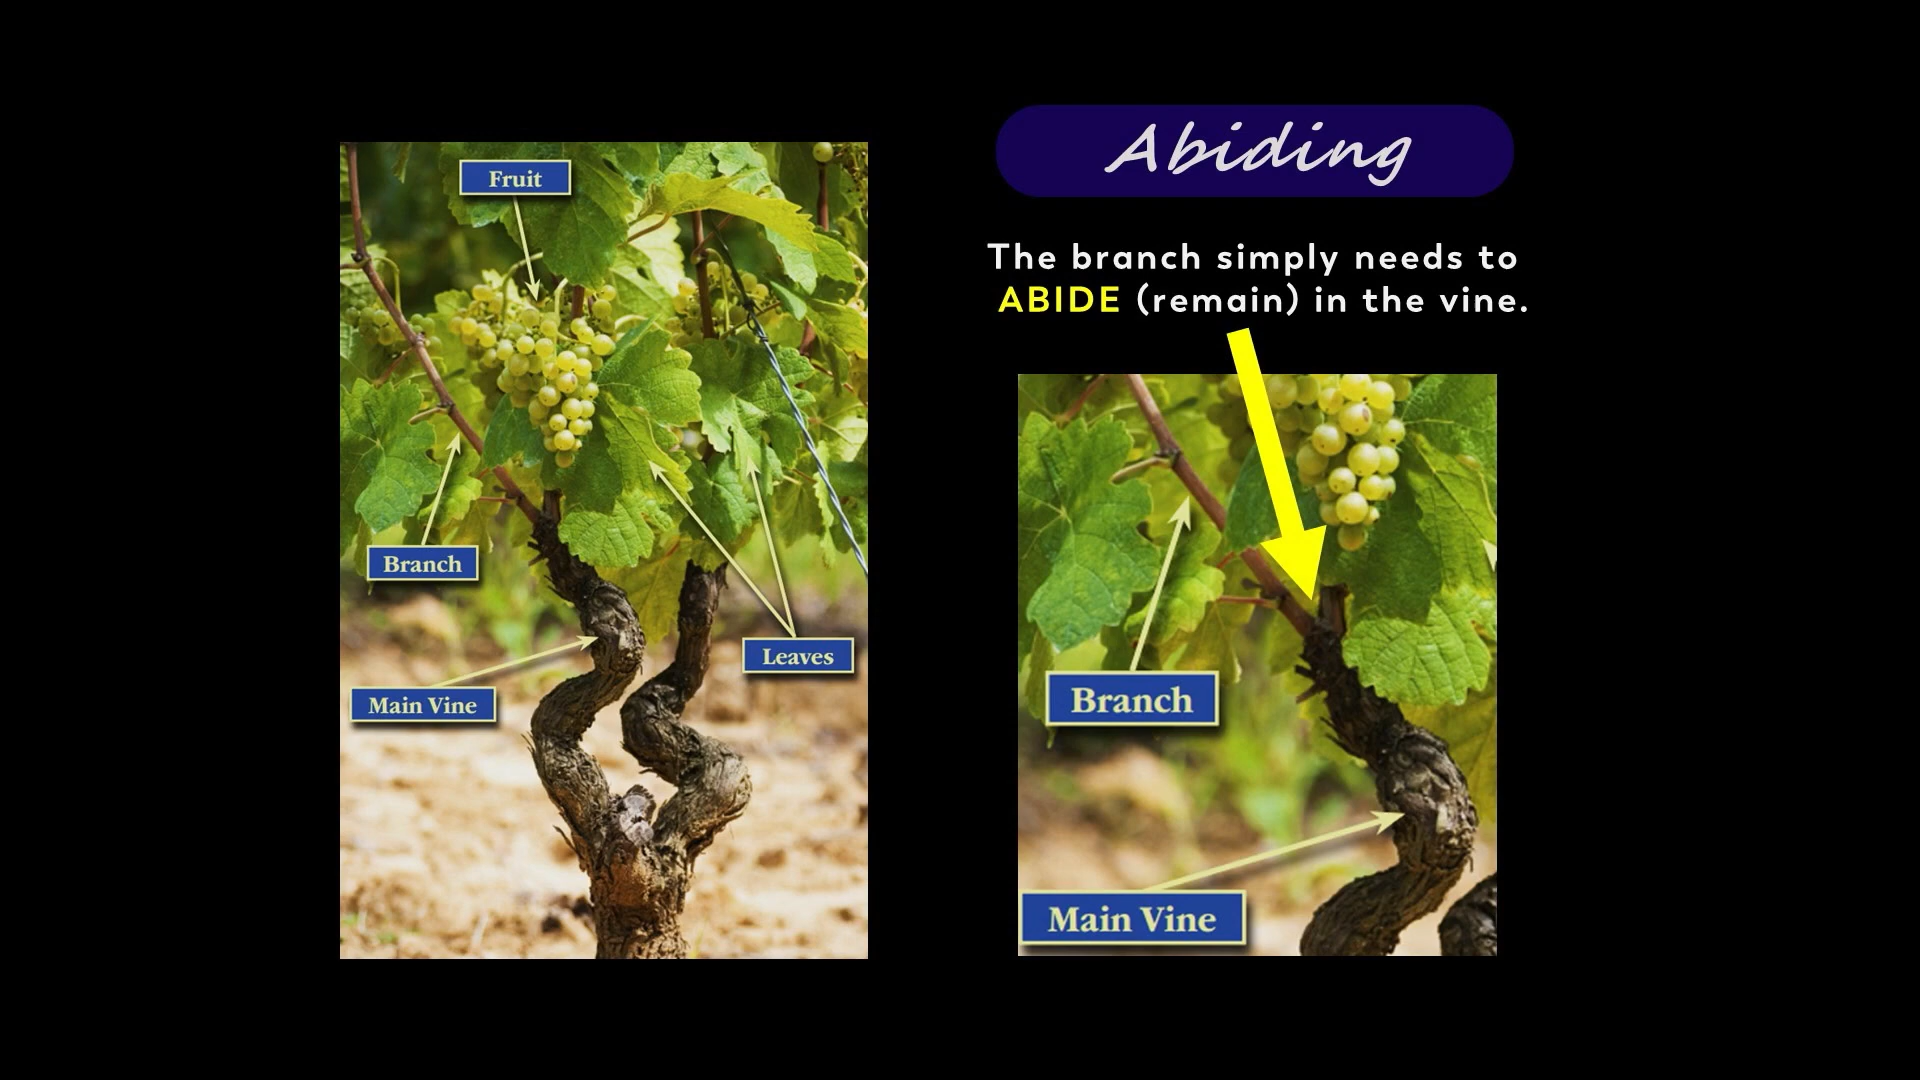 Fruit
Branch
Leaves
Main Vine
Abiding
The branch simply needs to
ABIDE (remain) in the vine.
Branch
Main Vine